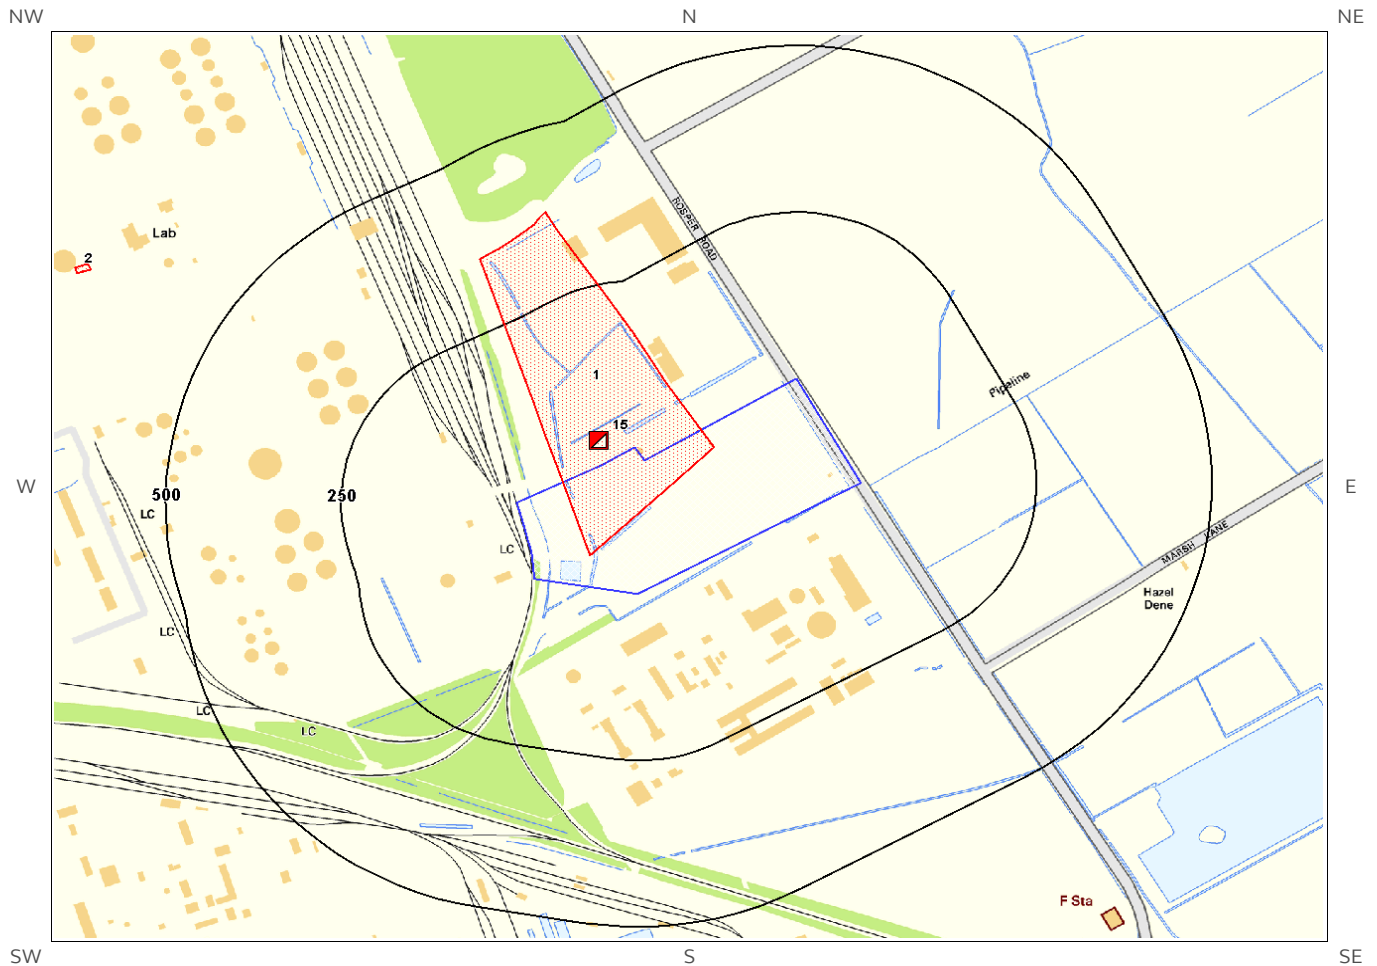 NW
N
NE
ROSPER ROAD
Lab
2
1
Pipeline
15
W
500
250
E
LC
LC
MARSH LANE
Hazel
Dene
LC
LC
LC
F Sta
SW
S
SE